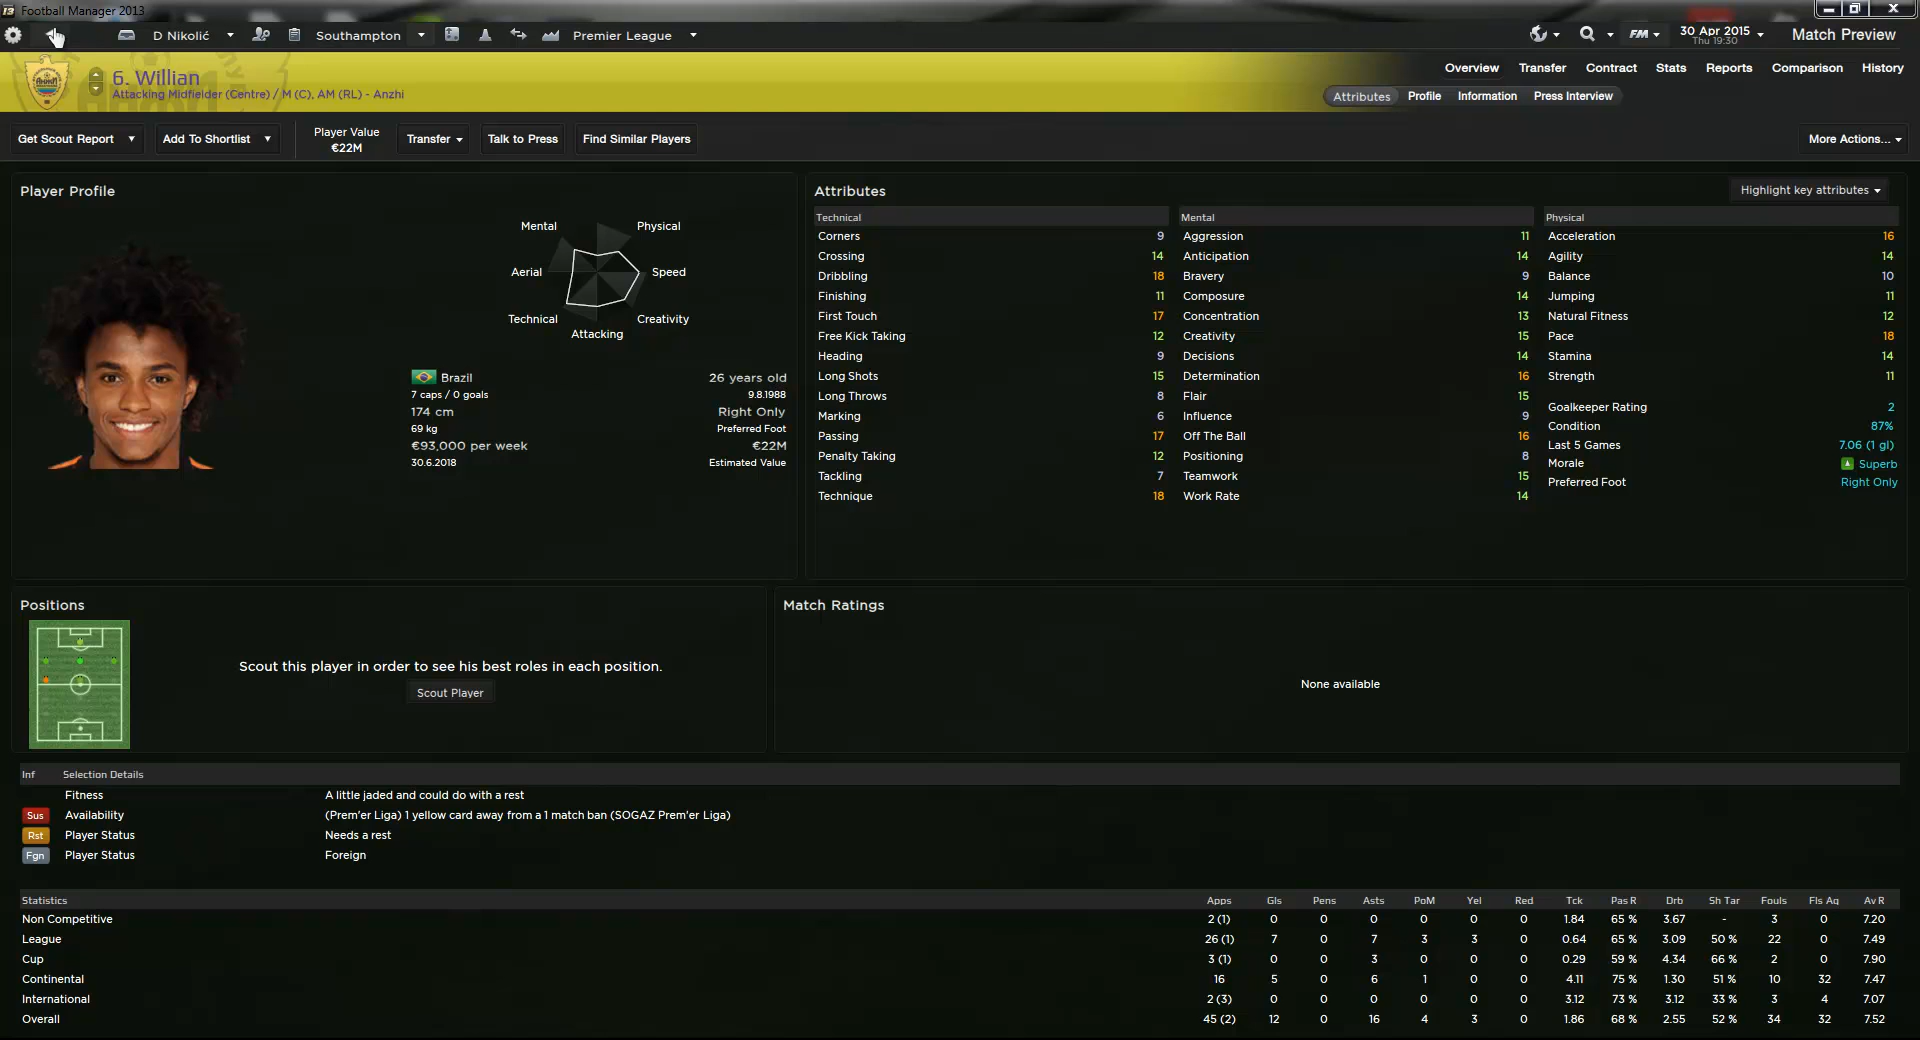 Football Manager 2013
D Nikolić Southampton Premier League 30 Apr 2015 Thu 19:30 Match Preview
6. Willian
Attacking Midfielder (Centre) / M (C), AM (RL) - Anzhi
Overview Transfer Contract Stats Reports Comparison History
Attributes Profile Information Press Interview
Get Scout Report Add To Shortlist Player Value €22M Transfer Talk to Press Find Similar Players More Actions...
Player Profile
Mental Physical
Aerial Speed
Technical Creativity
Attacking
Brazil 26 years old
7 caps / 0 goals 9.8.1988
174 cm Right Only
69 kg Preferred Foot
€93,000 per week €22M
30.6.2018 Estimated Value
Attributes Highlight key attributes
Technical Mental Physical
Corners 9 Aggression 11 Acceleration 16
Crossing 14 Anticipation 14 Agility 14
Dribbling 18 Bravery 9 Balance 10
Finishing 11 Composure 14 Jumping 11
First Touch 17 Concentration 13 Natural Fitness 12
Free Kick Taking 12 Creativity 15 Pace 18
Heading 9 Decisions 14 Stamina 14
Long Shots 15 Determination 16 Strength 11
Long Throws 8 Flair 15
Marking 6 Influence 9 Goalkeeper Rating 2
Passing 17 Off The Ball 16 Condition 87%
Penalty Taking 12 Positioning 8 Last 5 Games 7.06 (1 gl)
Tackling 7 Teamwork 15 Morale Superb
Technique 18 Work Rate 14 Preferred Foot Right Only
Positions
Scout this player in order to see his best roles in each position.
Scout Player
Match Ratings
None available
Inf Selection Details
Fitness A little jaded and could do with a rest
Sus Availability (Prem'er Liga) 1 yellow card away from a 1 match ban (SOGAZ Prem'er Liga)
Rst Player Status Needs a rest
Fgn Player Status Foreign
Statistics Apps Gls Pens Asts PoM Yel Red Tck Pas R Drb Sh Tar Fouls Fls Ag Av R
Non Competitive 2 (1) 0 0 0 0 0 0 1.84 65 % 3.67 - 3 0 7.20
League 26 (1) 7 0 7 3 3 0 0.64 65 % 3.09 50 % 22 0 7.49
Cup 3 (1) 0 0 3 0 0 0 0.29 59 % 4.34 66 % 2 0 7.90
Continental 16 5 0 6 1 0 0 4.11 75 % 1.30 51 % 10 32 7.47
International 2 (3) 0 0 0 0 0 0 3.12 73 % 3.12 33 % 3 4 7.07
Overall 45 (2) 12 0 16 4 3 0 1.86 68 % 2.55 52 % 34 32 7.52